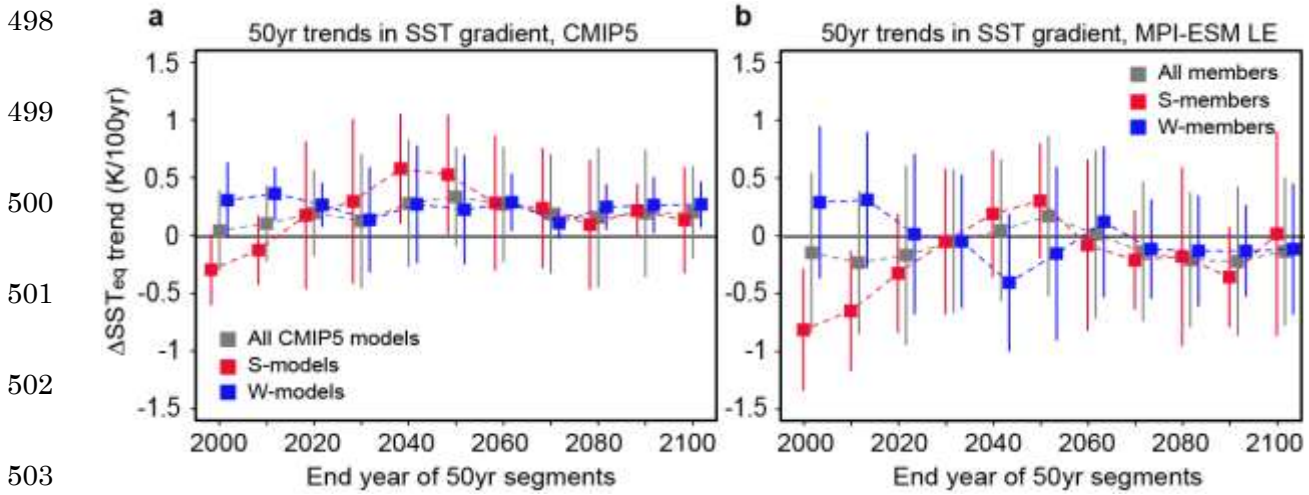 498
499
500
501
502
503
a
50yr trends in SST gradient, CMIP5
ΔSSTeq trend (K/100yr)
1.5
1
0.5
0
-0.5
-1
-1.5
All CMIP5 models
S-models
W-models
2000 2020 2040 2060 2080 2100
End year of 50yr segments
b
50yr trends in SST gradient, MPI-ESM LE
1.5
1
0.5
0
-0.5
-1
-1.5
All members
S-members
W-members
2000 2020 2040 2060 2080 2100
End year of 50yr segments